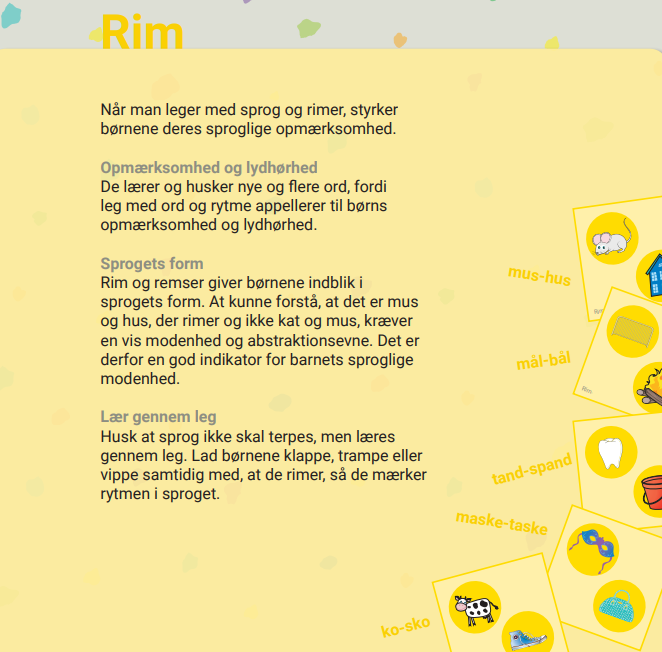 Rim
Når man leger med sprog og rimer, styrker
børnene deres sproglige opmærksomhed.
Opmærksomhed og lydhørhed
De lærer og husker nye og flere ord, fordi
leg med ord og rytme appellerer til børns
opmærksomhed og lydhørhed.
Sprogets form
Rim og remser giver børnene indblik i
sprogets form. At kunne forstå, at det er mus
og hus, der rimer og ikke kat og mus, kræver
en vis modenhed og abstraktionsevne. Det er
derfor en god indikator for barnets sproglige
modenhed.
Lær gennem leg
Husk at sprog ikke skal terpes, men læres
gennem leg. Lad børnene klappe, trampe eller
vippe samtidig med, at de rimer, så de mærker
rytmen i sproget.
mus-hus
Rim
mål-bål
Rim
tand-spand
maske-taske
ko-sko